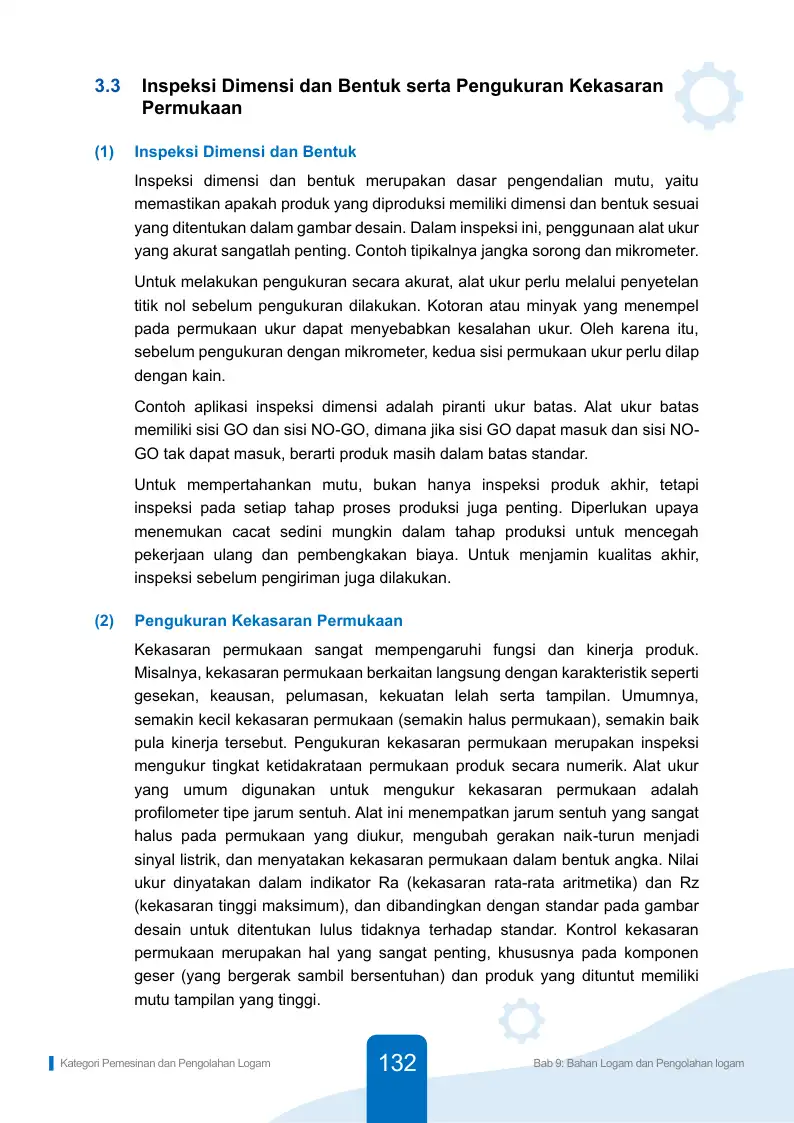 3.3 Inspeksi Dimensi dan Bentuk serta Pengukuran Kekasaran
Permukaan
(1) Inspeksi Dimensi dan Bentuk
Inspeksi dimensi dan bentuk merupakan dasar pengendalian mutu, yaitu
memastikan apakah produk yang diproduksi memiliki dimensi dan bentuk sesuai
yang ditentukan dalam gambar desain. Dalam inspeksi ini, penggunaan alat ukur
yang akurat sangatlah penting. Contoh tipikalnya jangka sorong dan mikrometer.
Untuk melakukan pengukuran secara akurat, alat ukur perlu melalui penyetelan
titik nol sebelum pengukuran dilakukan. Kotoran atau minyak yang menempel
pada permukaan ukur dapat menyebabkan kesalahan ukur. Oleh karena itu,
sebelum pengukuran dengan mikrometer, kedua sisi permukaan ukur perlu dilap
dengan kain.
Contoh aplikasi inspeksi dimensi adalah piranti ukur batas. Alat ukur batas
memiliki sisi GO dan sisi NO-GO, dimana jika sisi GO dapat masuk dan sisi NO-
GO tak dapat masuk, berarti produk masih dalam batas standar.
Untuk mempertahankan mutu, bukan hanya inspeksi produk akhir, tetapi
inspeksi pada setiap tahap proses produksi juga penting. Diperlukan upaya
menemukan cacat sedini mungkin dalam tahap produksi untuk mencegah
pekerjaan ulang dan pembengkakan biaya. Untuk menjamin kualitas akhir,
inspeksi sebelum pengiriman juga dilakukan.
(2) Pengukuran Kekasaran Permukaan
Kekasaran permukaan sangat mempengaruhi fungsi dan kinerja produk.
Misalnya, kekasaran permukaan berkaitan langsung dengan karakteristik seperti
gesekan, keausan, pelumasan, kekuatan lelah serta tampilan. Umumnya,
semakin kecil kekasaran permukaan (semakin halus permukaan), semakin baik
pula kinerja tersebut. Pengukuran kekasaran permukaan merupakan inspeksi
mengukur tingkat ketidakrataan permukaan produk secara numerik. Alat ukur
yang umum digunakan untuk mengukur kekasaran permukaan adalah
profilometer tipe jarum sentuh. Alat ini menempatkan jarum sentuh yang sangat
halus pada permukaan yang diukur, mengubah gerakan naik-turun menjadi
sinyal listrik, dan menyatakan kekasaran permukaan dalam bentuk angka. Nilai
ukur dinyatakan dalam indikator Ra (kekasaran rata-rata aritmetika) dan Rz
(kekasaran tinggi maksimum), dan dibandingkan dengan standar pada gambar
desain untuk ditentukan lulus tidaknya terhadap standar. Kontrol kekasaran
permukaan merupakan hal yang sangat penting, khususnya pada komponen
geser (yang bergerak sambil bersentuhan) dan produk yang dituntut memiliki
mutu tampilan yang tinggi.
Kategori Pemesinan dan Pengolahan Logam
132
Bab 9: Bahan Logam dan Pengolahan logam